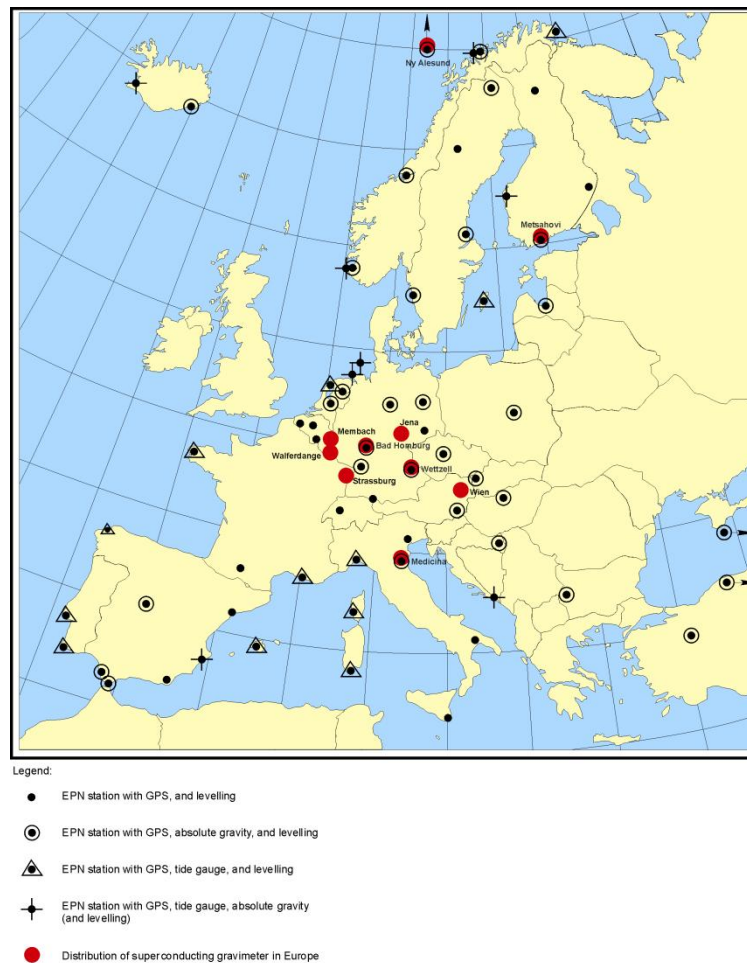 Ny Alesund
Metsahovi
Jena
Membach
Bad Homburg
Walferdange
Wettzell
Strassburg
Wien
Medicina
Legend:
EPN station with GPS, and levelling
EPN station with GPS, absolute gravity, and levelling
EPN station with GPS, tide gauge, and levelling
EPN station with GPS, tide gauge, absolute gravity
(and levelling)
Distribution of superconducting gravimeter in Europe